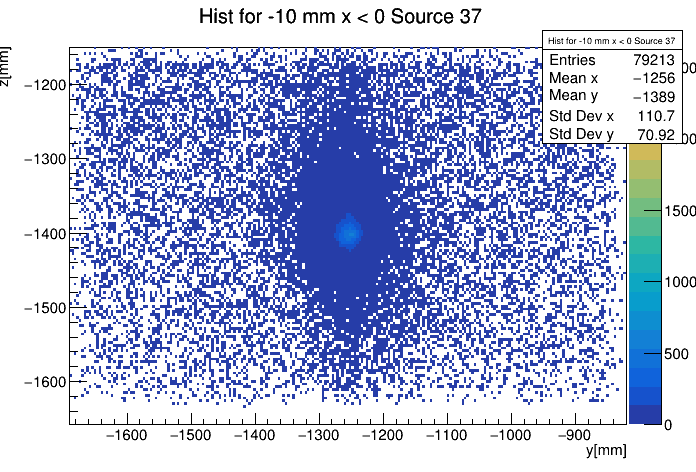 Hist for -10 mm x < 0 Source 37
Hist for -10 mm x < 0 Source 37
Entries 79213
Mean x −1256
Mean y −1389
Std Dev x 110.7
Std Dev y 70.92
z[mm]
−1200
−1300
−1400
−1500
−1600
1500
1000
500
0
−1600 −1500 −1400 −1300 −1200 −1100 −1000 −900
y[mm]